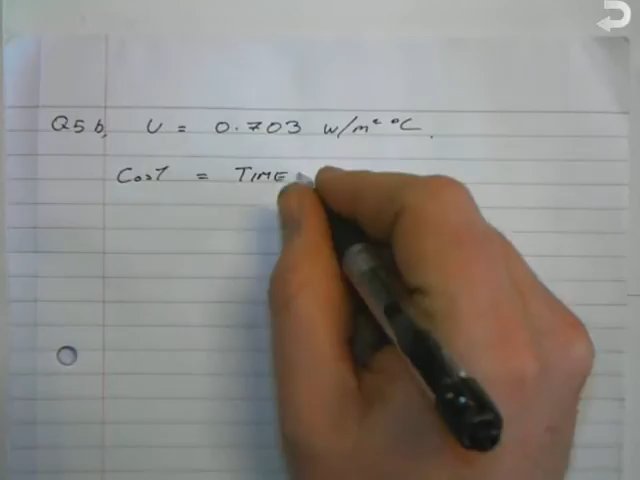 Q5 b, U = 0.703 W/m² °C.
Cost = TIME